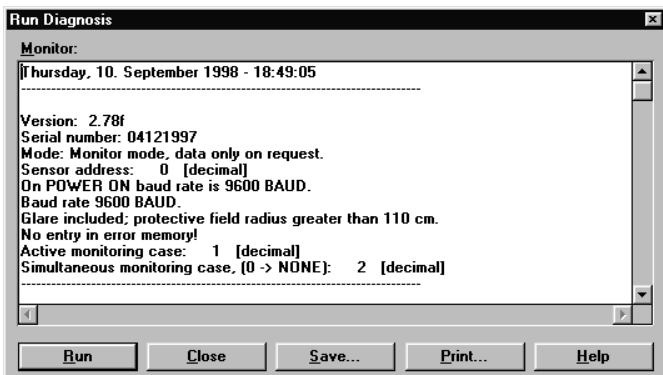 Run Diagnosis
Monitor:
Thursday, 10. September 1998 - 18:49:05
--------------------------------------------------------------------------------
Version:  2.78f
Serial number: 04121997
Mode: Monitor mode, data only on request.
Sensor address:    0   [decimal]
On POWER ON baud rate is 9600 BAUD.
Baud rate 9600 BAUD.
Glare included; protective field radius greater than 110 cm.
No entry in error memory!
Active monitoring case:    1   [decimal]
Simultaneous monitoring case, (0 -> NONE):    2   [decimal]
--------------------------------------------------------------------------------
Run Close Save... Print... Help